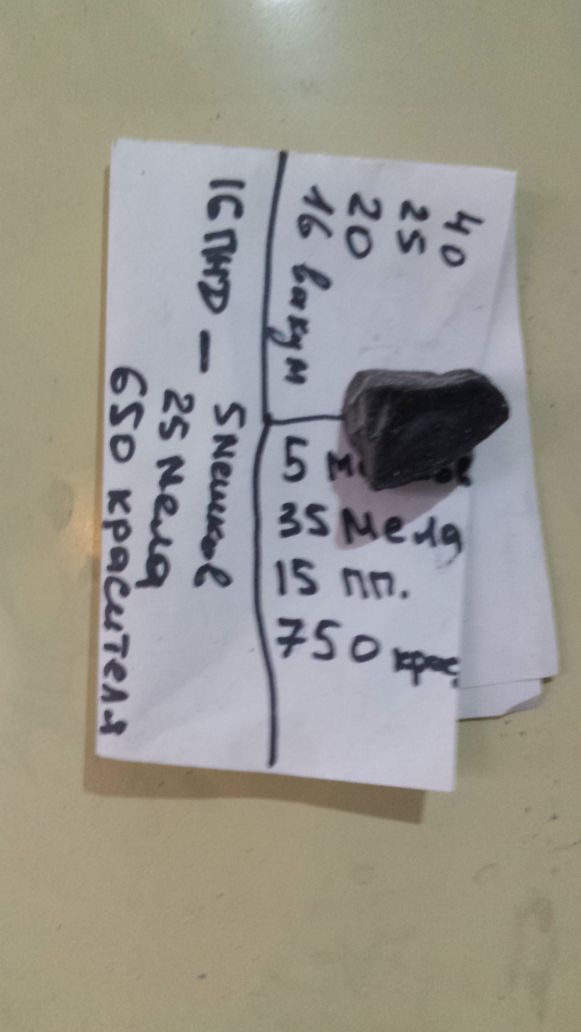 40
25
20
16 вакум
5
35 мела
15 пп.
750 крас.
16 ПНД — 5 мешков
25 мела
650 красителя